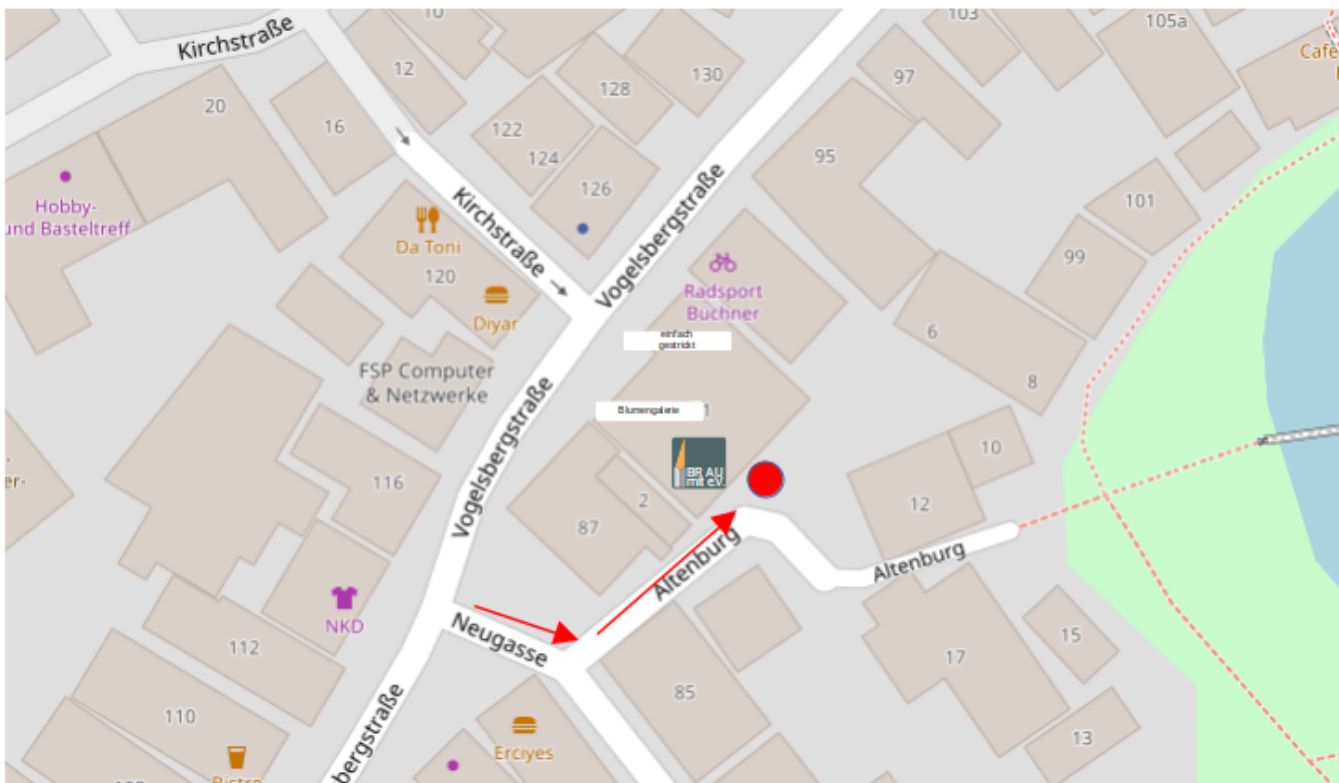 10
103
105a
Kirchstraße
Café
12
130
97
128
20
16
122
95
124
126
Kirchstraße
Vogelsbergstraße
101
Hobby-
und Basteltreff
Da Toni
120
99
Radsport
Büchner
Diyar
einfach
gestrickt
6
FSP Computer
& Netzwerke
8
Vogelsbergstraße
Blumengalerie
1
10
BRAU
mit e.V.
116
2
12
87
Altenburg
Altenburg
NKD
Neugasse
15
112
17
85
110
13
bergstraße
Erciyes
Bistro